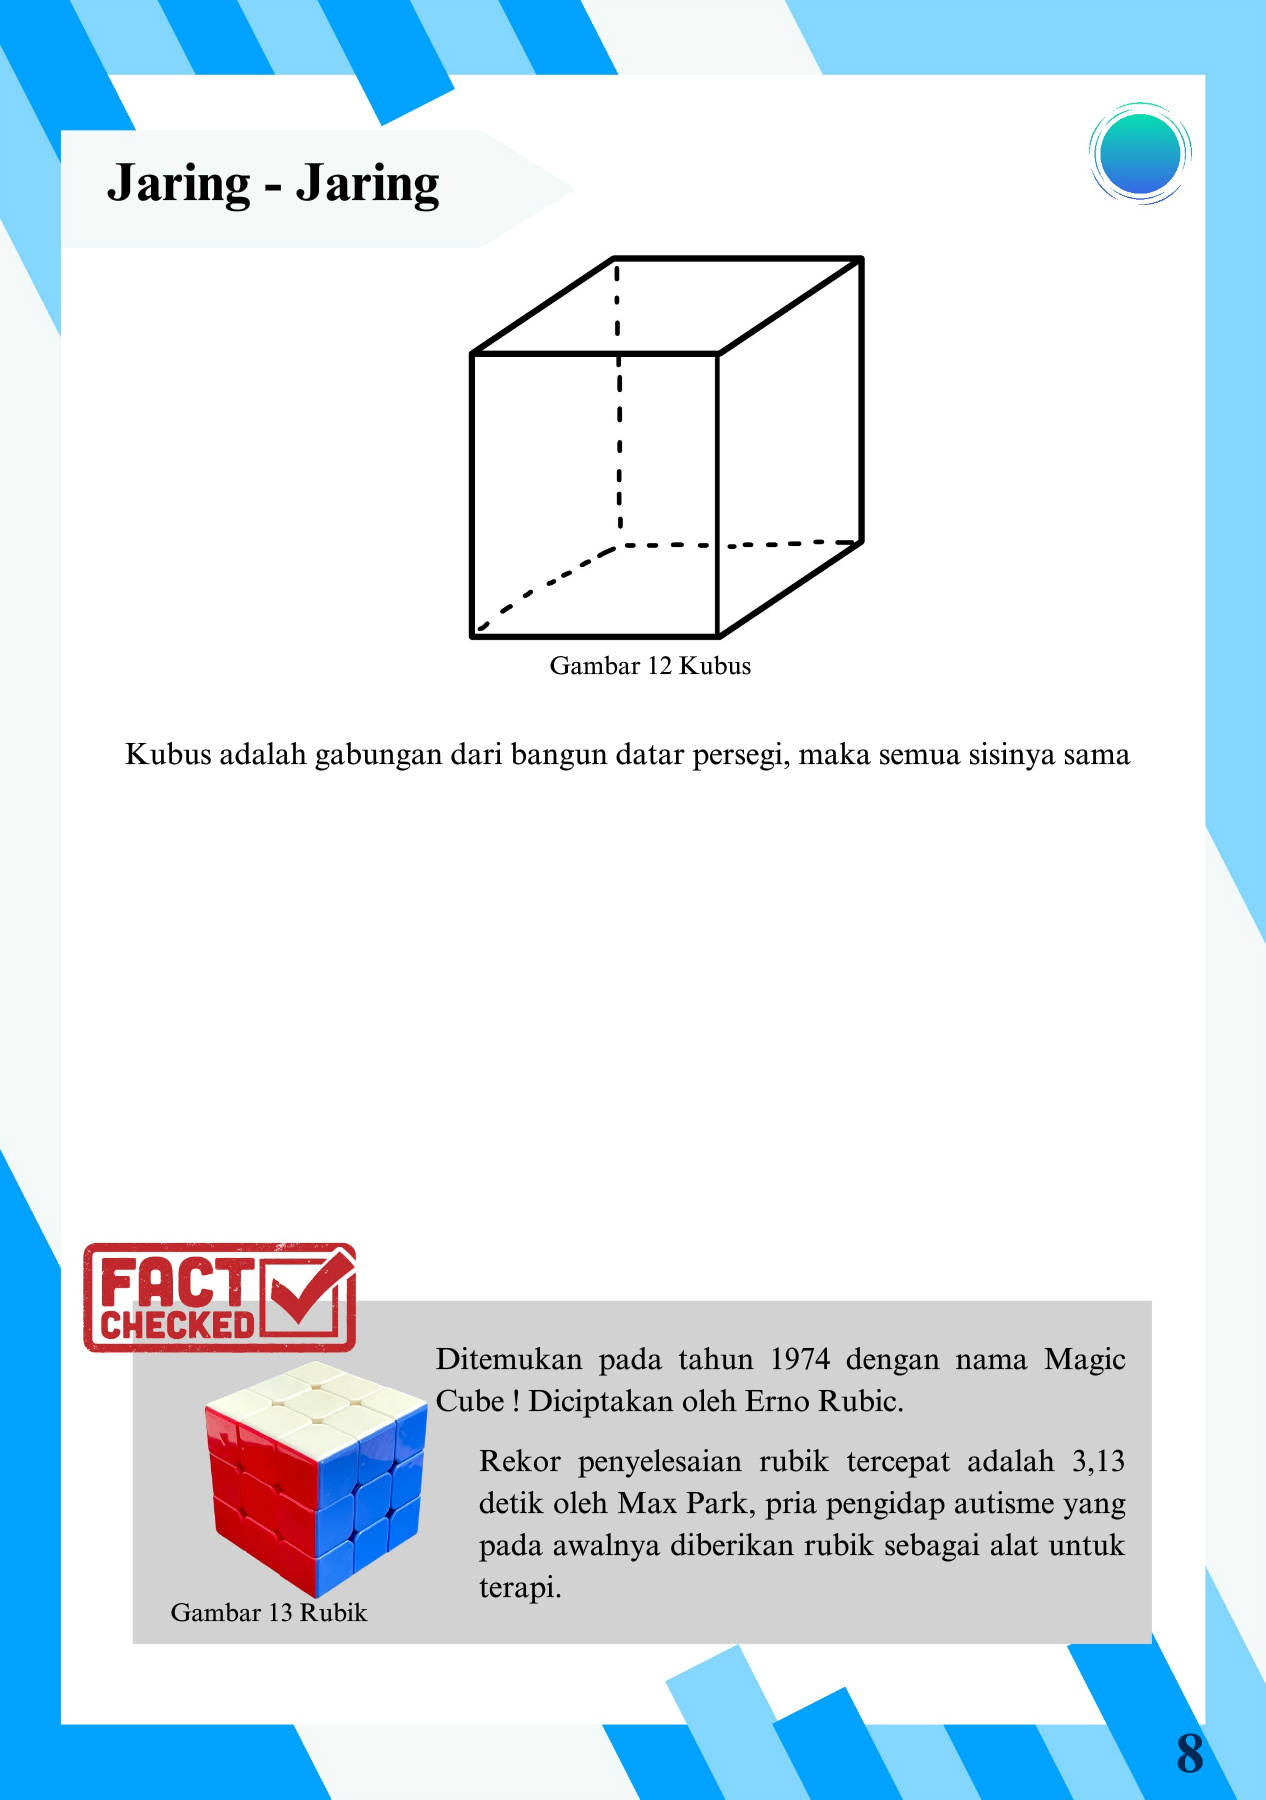 Jaring - Jaring
Gambar 12 Kubus
Kubus adalah gabungan dari bangun datar persegi, maka semua sisinya sama
FACT
CHECKED
Ditemukan pada tahun 1974 dengan nama Magic
Cube ! Diciptakan oleh Erno Rubic.
Rekor penyelesaian rubik tercepat adalah 3,13
detik oleh Max Park, pria pengidap autisme yang
pada awalnya diberikan rubik sebagai alat untuk
terapi.
Gambar 13 Rubik
8